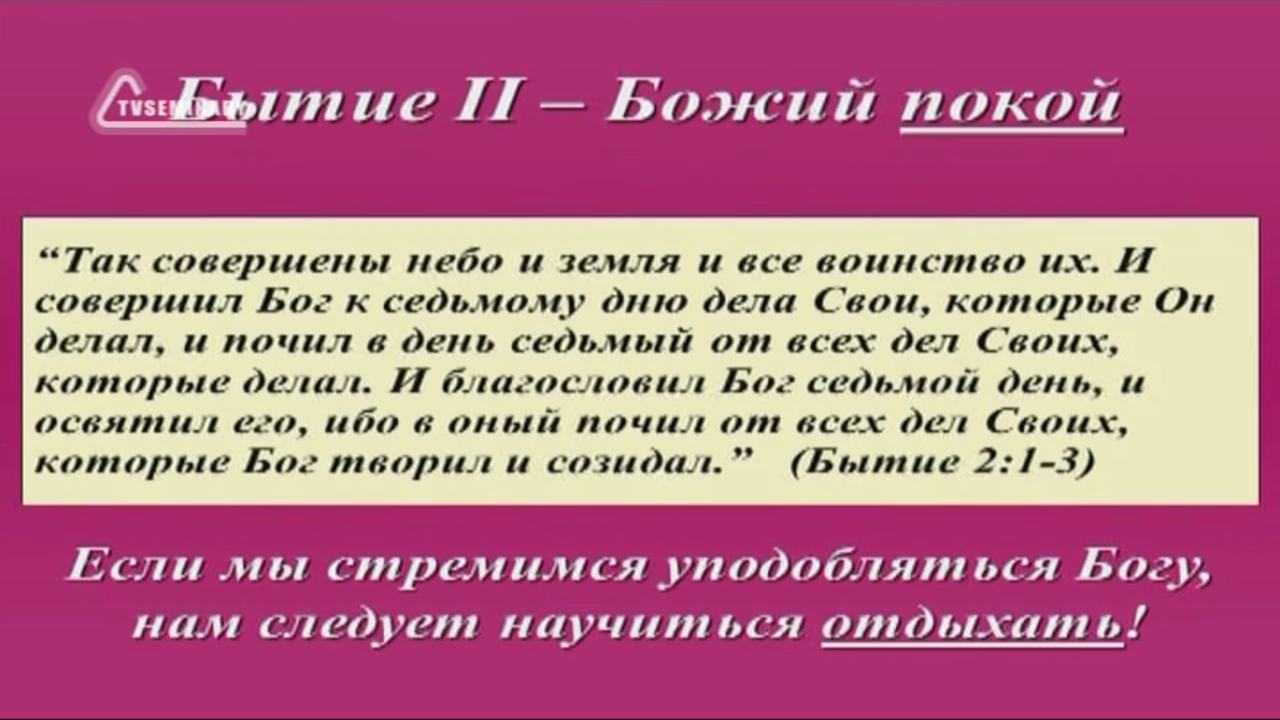 Бытие II – Божий покой
TVSEMINARY
“Так совершены небо и земля и все воинство их. И
совершил Бог к седьмому дню дела Свои, которые Он
делал, и почил в день седьмый от всех дел Своих,
которые делал. И благословил Бог седьмой день, и
освятил его, ибо в оный почил от всех дел Своих,
которые Бог творил и созидал.” (Бытие 2:1-3)
Если мы стремимся уподобляться Богу,
нам следует научиться отдыхать!